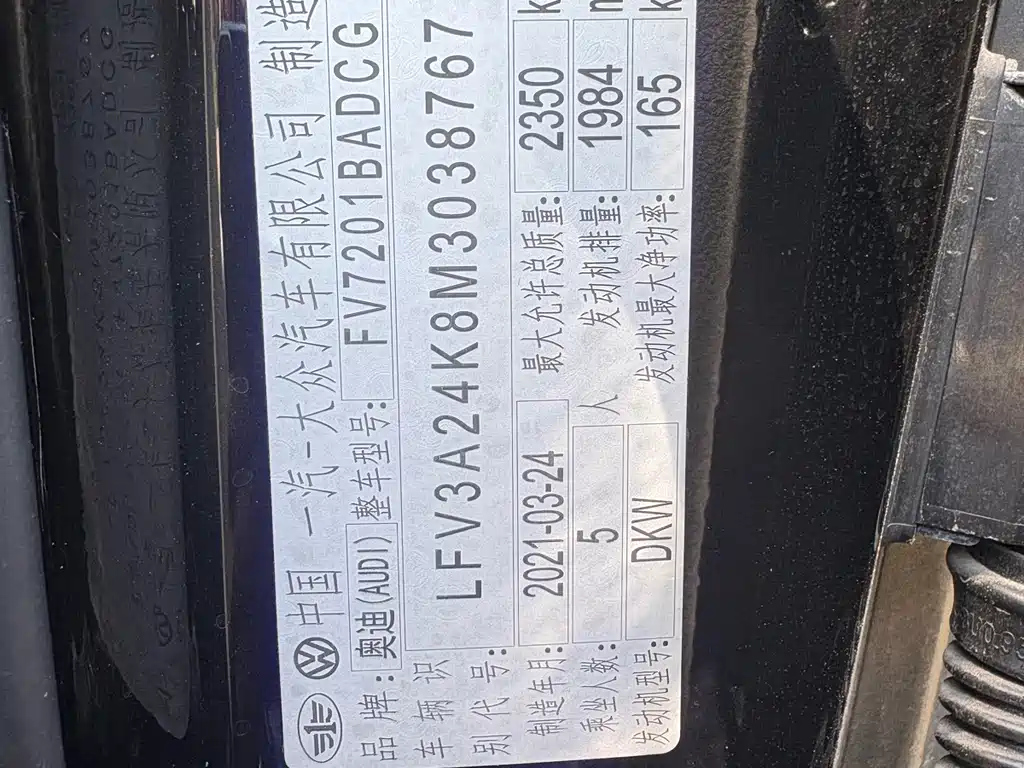 中国 一汽-大众汽车有限公司 制造
品牌: 奥迪(AUDI) 整车型号: FV7201BADCG
车辆识别代号: LFV3A24K8M3038767
制造年月: 2021-03-24 最大允许总质量: 2350 k
乘坐人数: 5 人 发动机排量: 1984
发动机型号: DKW 发动机最大净功率: 165 k